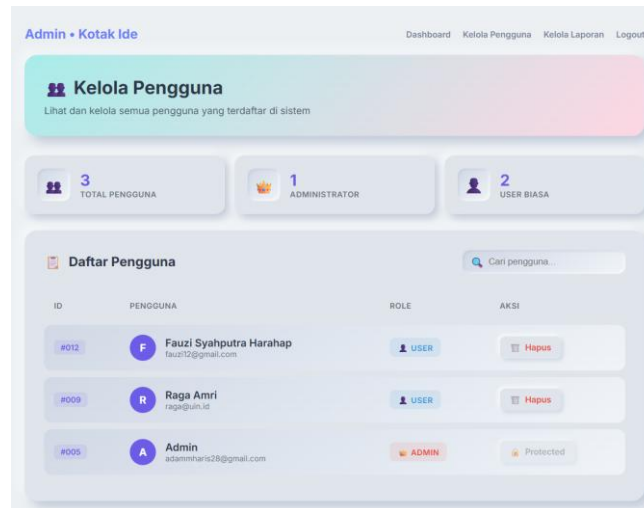 Admin • Kotak Ide
Dashboard Kelola Pengguna Kelola Laporan Logout
Kelola Pengguna
Lihat dan kelola semua pengguna yang terdaftar di sistem
3
TOTAL PENGGUNA
1
ADMINISTRATOR
2
USER BIASA
Daftar Pengguna
Cari pengguna...
ID PENGGUNA ROLE AKSI
#012 F Fauzi Syahputra Harahap USER Hapus
fauzi12@gmail.com
#009 R Raga Amri USER Hapus
raga@uin.id
#005 A Admin ADMIN Protected
adammharis28@gmail.com